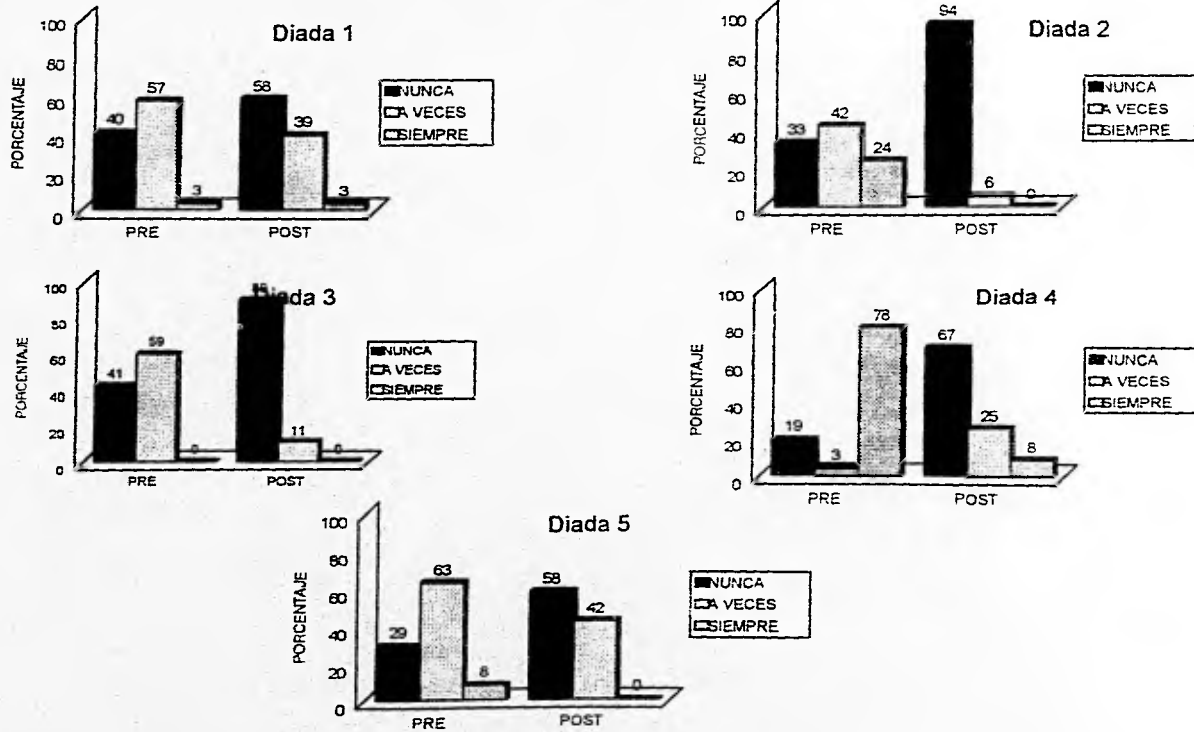 Diada 1
PORCENTAJE
100
80
60
40
20
0
40
57
3
58
39
3
PRE
POST
NUNCA
A VECES
SIEMPRE
Diada 2
PORCENTAJE
100
80
60
40
20
0
33
42
24
94
6
0
PRE
POST
NUNCA
A VECES
SIEMPRE
Diada 3
PORCENTAJE
100
80
60
40
20
0
41
59
0
11
0
PRE
POST
NUNCA
A VECES
SIEMPRE
Diada 4
PORCENTAJE
100
80
60
40
20
0
19
3
78
67
25
8
PRE
POST
NUNCA
A VECES
SIEMPRE
Diada 5
PORCENTAJE
100
80
60
40
20
0
29
63
8
58
42
0
PRE
POST
NUNCA
A VECES
SIEMPRE